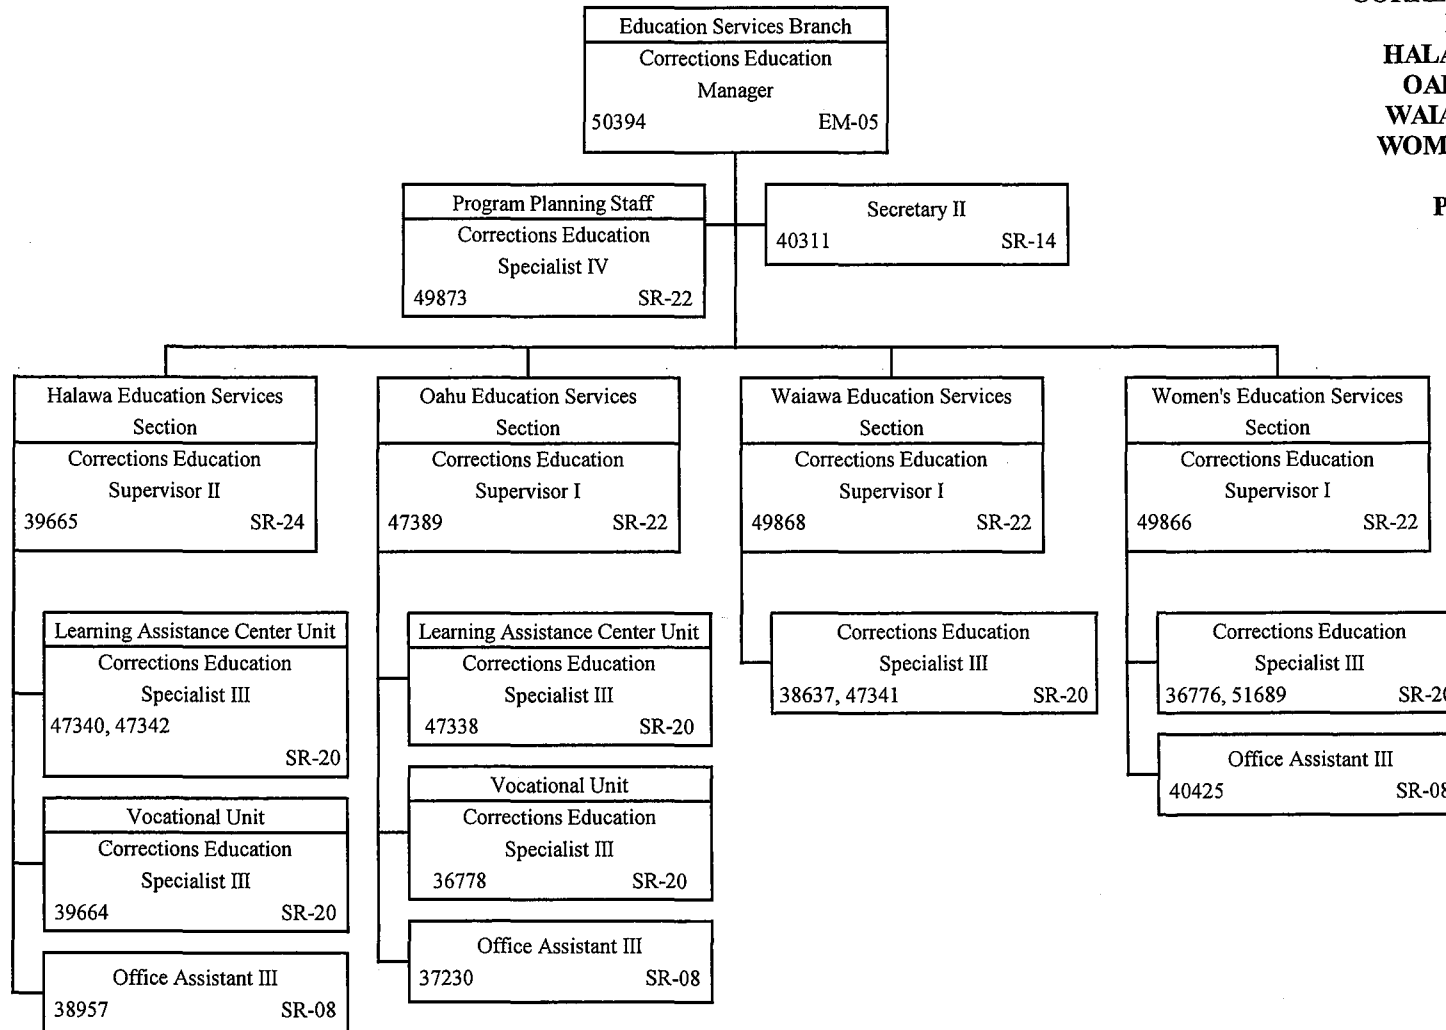 Education Services Branch
Corrections Education
Manager
50394 EM-05
HALA
WAIA
Program Planning Staff
Corrections Education
Specialist IV
49873 SR-22
Secretary II
40311 SR-14
Halawa Education Services
Section
Corrections Education
Supervisor II
39665 SR-24
Learning Assistance Center Unit
Corrections Education
Specialist III
47340, 47342
SR-20
Vocational Unit
Corrections Education
Specialist III
39664 SR-20
Office Assistant III
38957 SR-08
Oahu Education Services
Section
Corrections Education
Supervisor I
47389 SR-22
Learning Assistance Center Unit
Corrections Education
Specialist III
47338 SR-20
Vocational Unit
Corrections Education
Specialist III
36778 SR-20
Office Assistant III
37230 SR-08
Waiawa Education Services
Section
Corrections Education
Supervisor I
49868 SR-22
Corrections Education
Specialist III
38637, 47341 SR-20
Women's Education Services
Section
Corrections Education
Supervisor I
49866 SR-22
Corrections Education
Specialist III
36776, 51689 SR-20
Office Assistant III
40425 SR-08